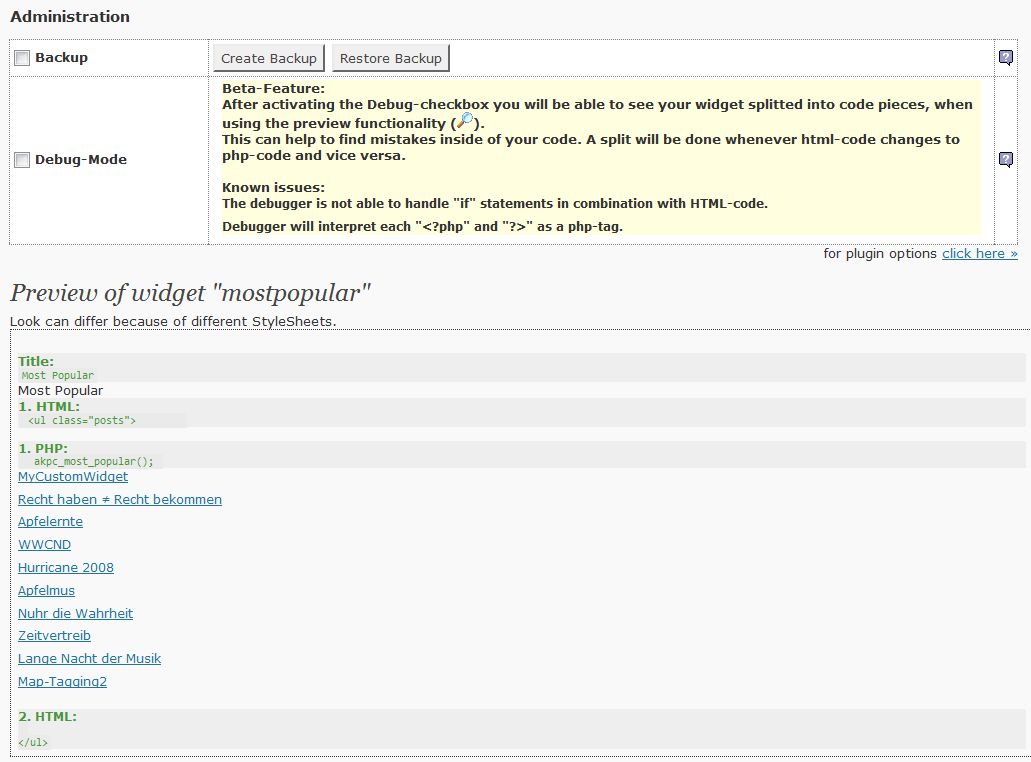 Administration
Backup
Create Backup Restore Backup
?
Debug-Mode
Beta-Feature:
After activating the Debug-checkbox you will be able to see your widget splitted into code pieces, when
using the preview functionality ( ).
This can help to find mistakes inside of your code. A split will be done whenever html-code changes to
php-code and vice versa.
Known issues:
The debugger is not able to handle "if" statements in combination with HTML-code.
Debugger will interpret each "<?php" and "?>" as a php-tag.
?
for plugin options click here »
Preview of widget "mostpopular"
Look can differ because of different StyleSheets.
Title:
Most Popular
Most Popular
1. HTML:
<ul class="posts">
1. PHP:
akpc_most_popular();
MyCustomWidget
Recht haben ≠ Recht bekommen
Apfelernte
WWCND
Hurricane 2008
Apfelmus
Nuhr die Wahrheit
Zeitvertreib
Lange Nacht der Musik
Map-Tagging2
2. HTML:
</ul>